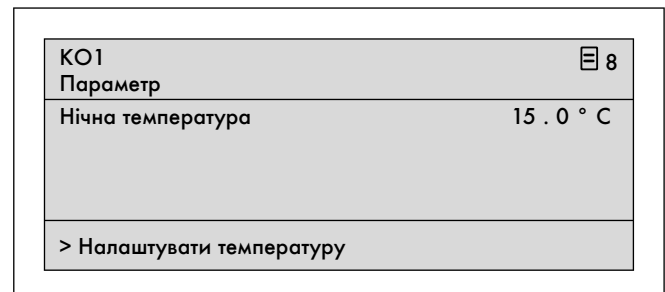 КО1
8
Параметр
Нічна температура 15 . 0 ° C
> Налаштувати температуру